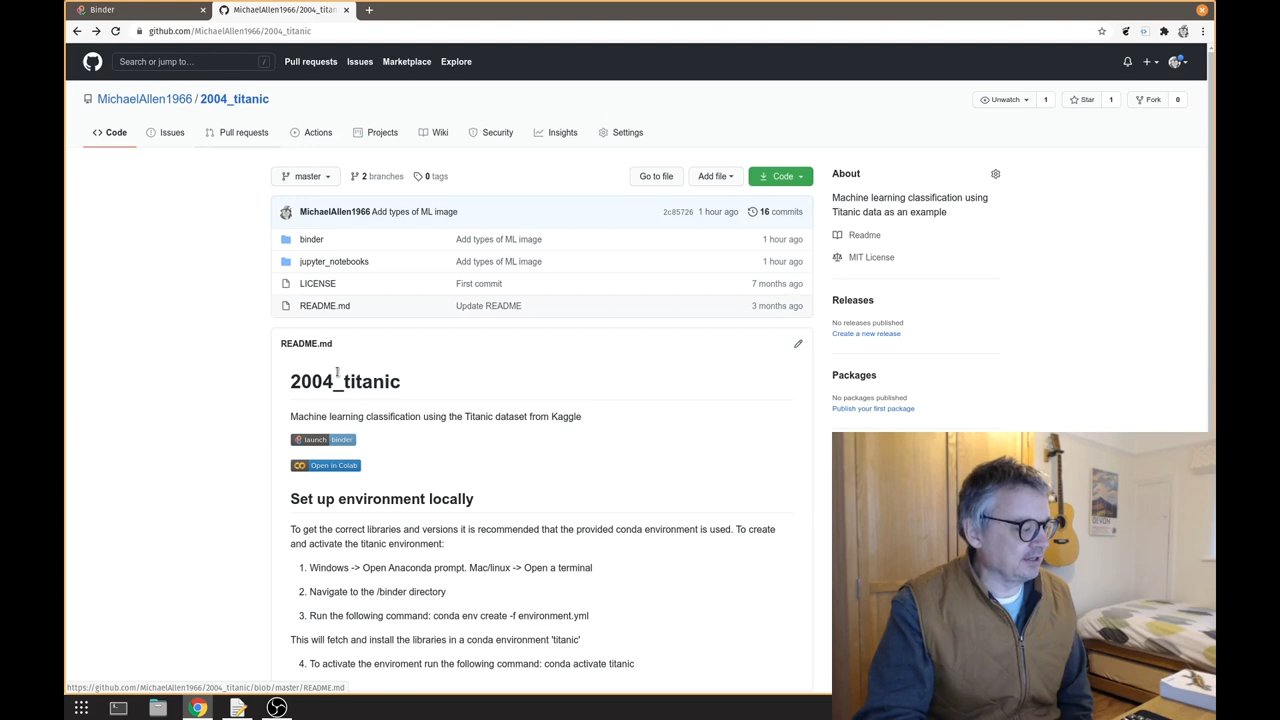 Binder
MichaelAllen1966/2004_titan
github.com/MichaelAllen1966/2004_titanic
Search or jump to...
/
Pull requests
Issues
Marketplace
Explore
MichaelAllen1966 / 2004_titanic
Unwatch 1
Star 1
Fork 0
Code
Issues
Pull requests
Actions
Projects
Wiki
Security
Insights
Settings
master
2 branches
0 tags
Go to file
Add file
Code
MichaelAllen1966 Add types of ML image
2c85726 1 hour ago
16 commits
binder Add types of ML image 1 hour ago
jupyter_notebooks Add types of ML image 1 hour ago
LICENSE First commit 7 months ago
README.md Update README 3 months ago
README.md
2004_titanic
Machine learning classification using the Titanic dataset from Kaggle
launch binder
Open in Colab
Set up environment locally
To get the correct libraries and versions it is recommended that the provided conda environment is used. To create
and activate the titanic environment:
1. Windows -> Open Anaconda prompt. Mac/linux -> Open a terminal
2. Navigate to the /binder directory
3. Run the following command: conda env create -f environment.yml
This will fetch and install the libraries in a conda environment 'titanic'
4. To activate the enviroment run the following command: conda activate titanic
About
Machine learning classification using
Titanic data as an example
Readme
MIT License
Releases
No releases published
Create a new release
Packages
No packages published
Publish your first package
DEVON
https://github.com/MichaelAllen1966/2004_titanic/blob/master/README.md